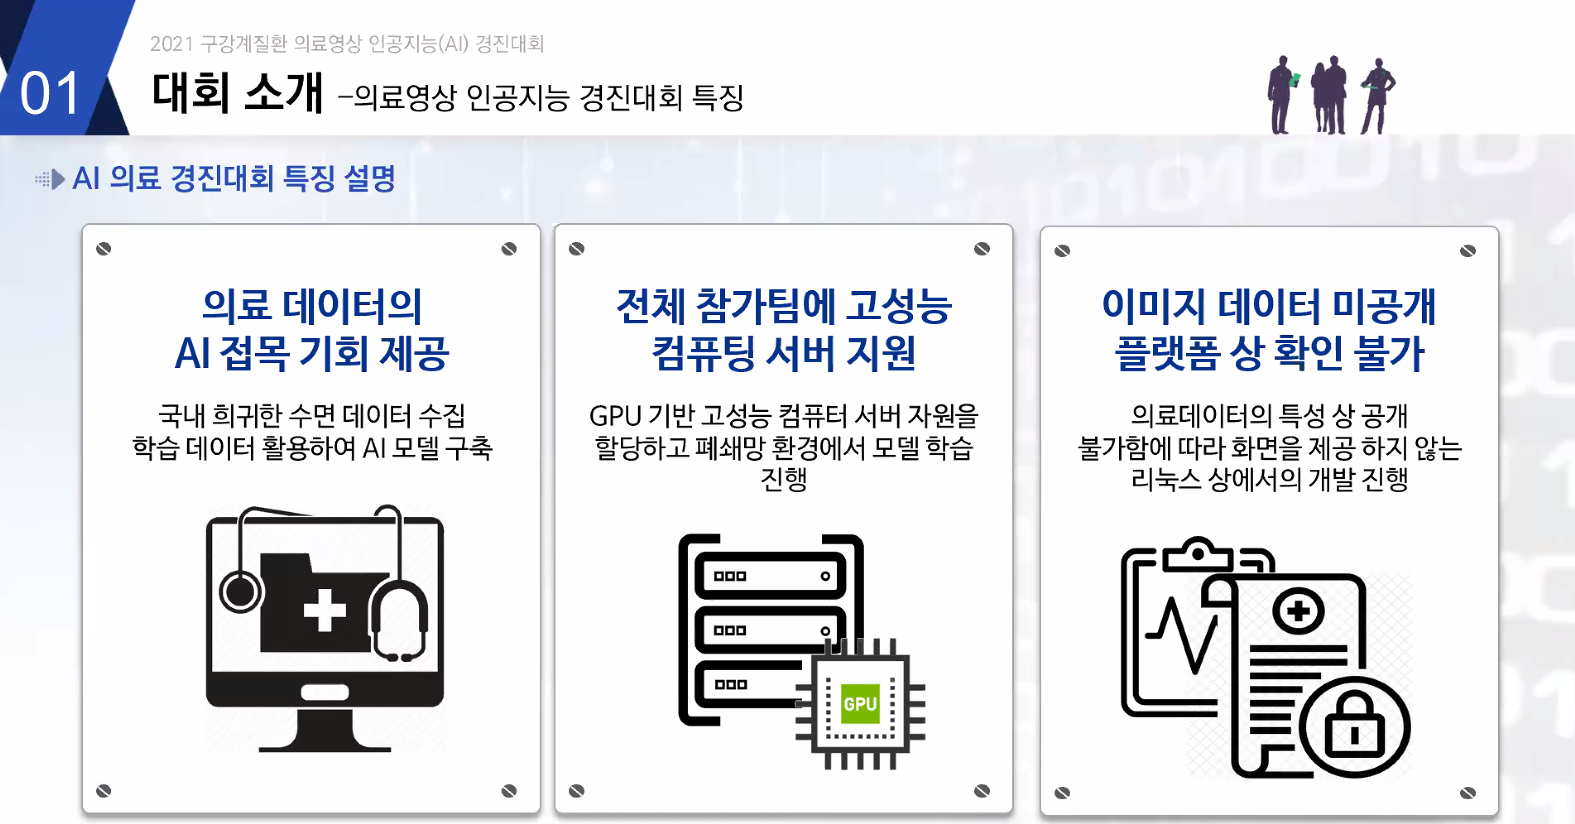 2021 구강계질환 의료영상 인공지능(AI) 경진대회
01
대회 소개 –의료영상 인공지능 경진대회 특징
AI 의료 경진대회 특징 설명
의료 데이터의
AI 접목 기회 제공
국내 희귀한 수면 데이터 수집
학습 데이터 활용하여 AI 모델 구축
전체 참가팀에 고성능
컴퓨팅 서버 지원
GPU 기반 고성능 컴퓨터 서버 자원을
할당하고 폐쇄망 환경에서 모델 학습
진행
GPU
이미지 데이터 미공개
플랫폼 상 확인 불가
의료데이터의 특성 상 공개
불가함에 따라 화면을 제공 하지 않는
리눅스 상에서의 개발 진행